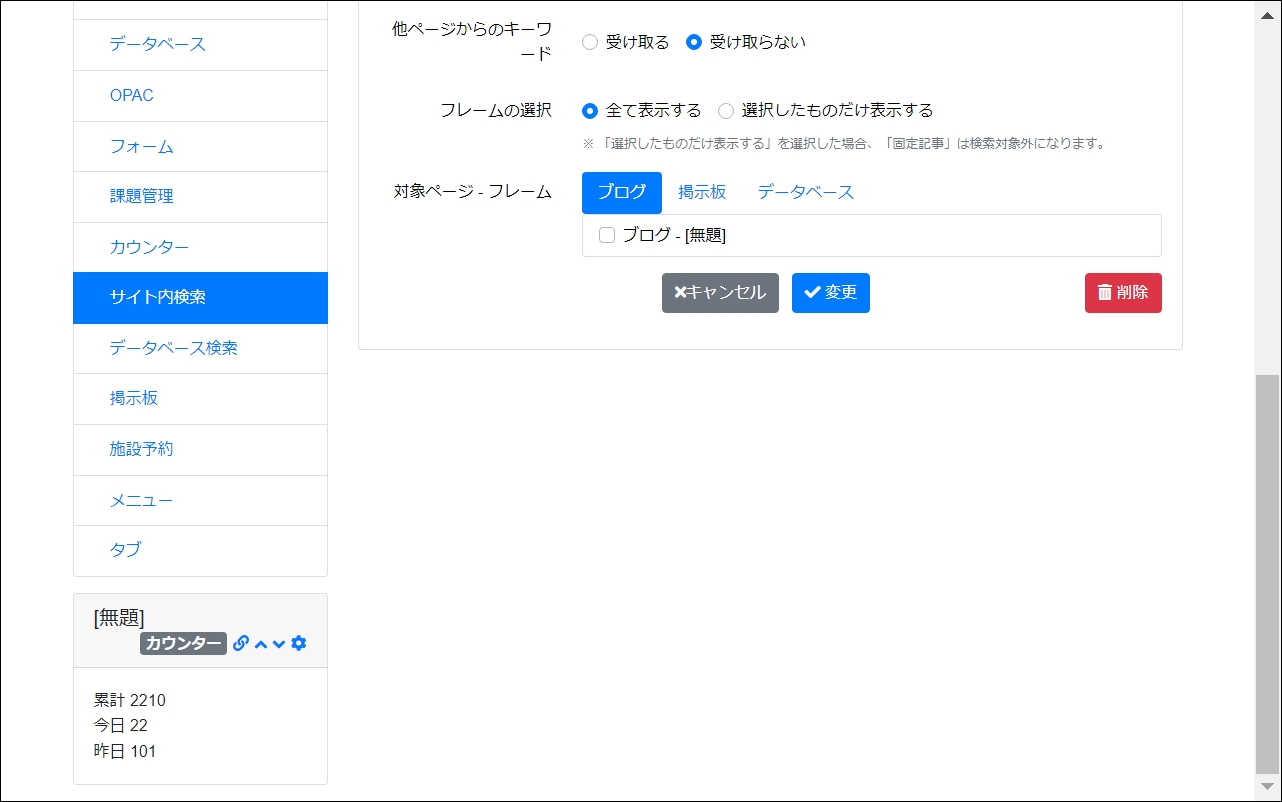 データベース
OPAC
フォーム
課題管理
カウンター
サイト内検索
データベース検索
掲示板
施設予約
メニュー
タブ
[無題]
カウンター
累計 2210
今日 22
昨日 101
他ページからのキーワ
ード
受け取る 受け取らない
フレームの選択
全て表示する 選択したものだけ表示する
※ 「選択したものだけ表示する」を選択した場合、「固定記事」は検索対象外になります。
対象ページ - フレーム
ブログ 掲示板 データベース
ブログ - [無題]
キャンセル 変更 削除